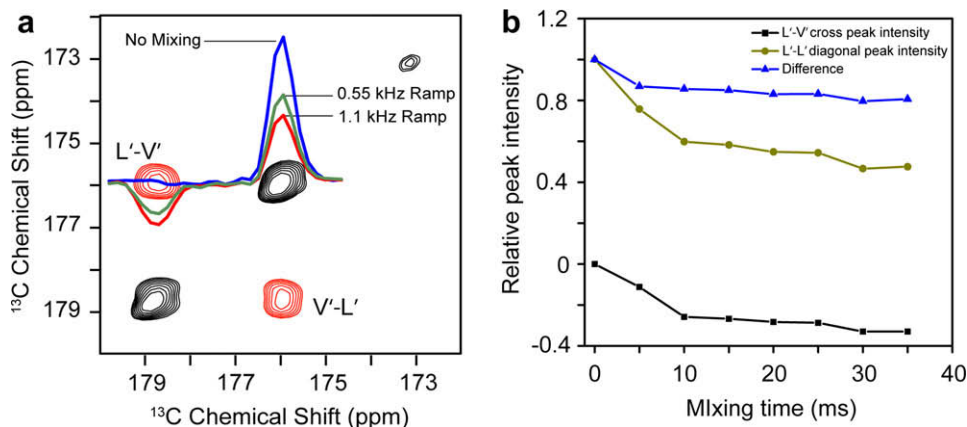 a
173
175
177
179
¹³C Chemical Shift (ppm)
No Mixing
0.55 kHz Ramp
1.1 kHz Ramp
L′-V′
V′-L′
179
177
175
173
¹³C Chemical Shift (ppm)
b
1.2
0.8
0.4
0
-0.4
Relative peak intensity
L′-V′ cross peak intensity
L′-L′ diagonal peak intensity
Difference
0
10
20
30
40
MIxing time (ms)